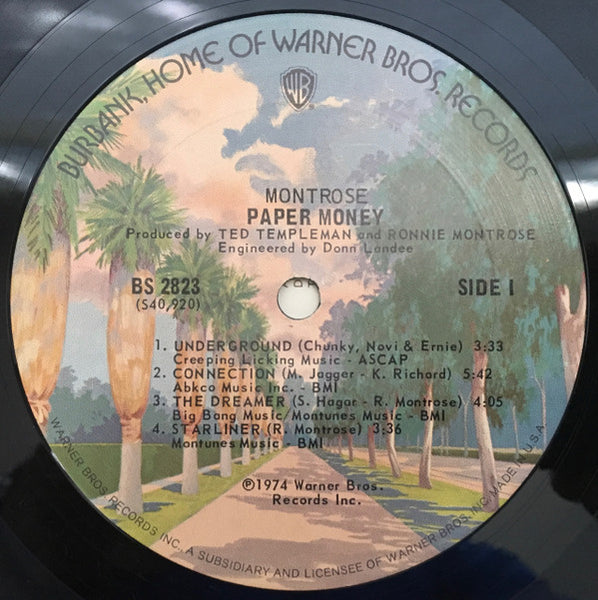 BURBANK, HOME OF WARNER BROS. RECORDS
WB
MONTROSE
PAPER MONEY
Produced by TED TEMPLEMAN and RONNIE MONTROSE
Engineered by Donn Landee
BS 2823
(S40,920)
SIDE 1
1. UNDERGROUND (Chunky, Novi & Ernie) 3:33
Creeping Licking Music - ASCAP
2. CONNECTION (M. Jagger - K. Richard) 5:42
Abkco Music Inc. - BMI
3. THE DREAMER (S. Hagar - R. Montrose) 4:05
Big Bang Music/Montunes Music - BMI
4. STARLINER (R. Montrose) 3:36
Montunes Music - BMI
℗1974 Warner Bros.
Records Inc.
WARNER BROS. RECORDS INC., A SUBSIDIARY AND LICENSEE OF WARNER BROS. INC. MADE IN U.S.A.